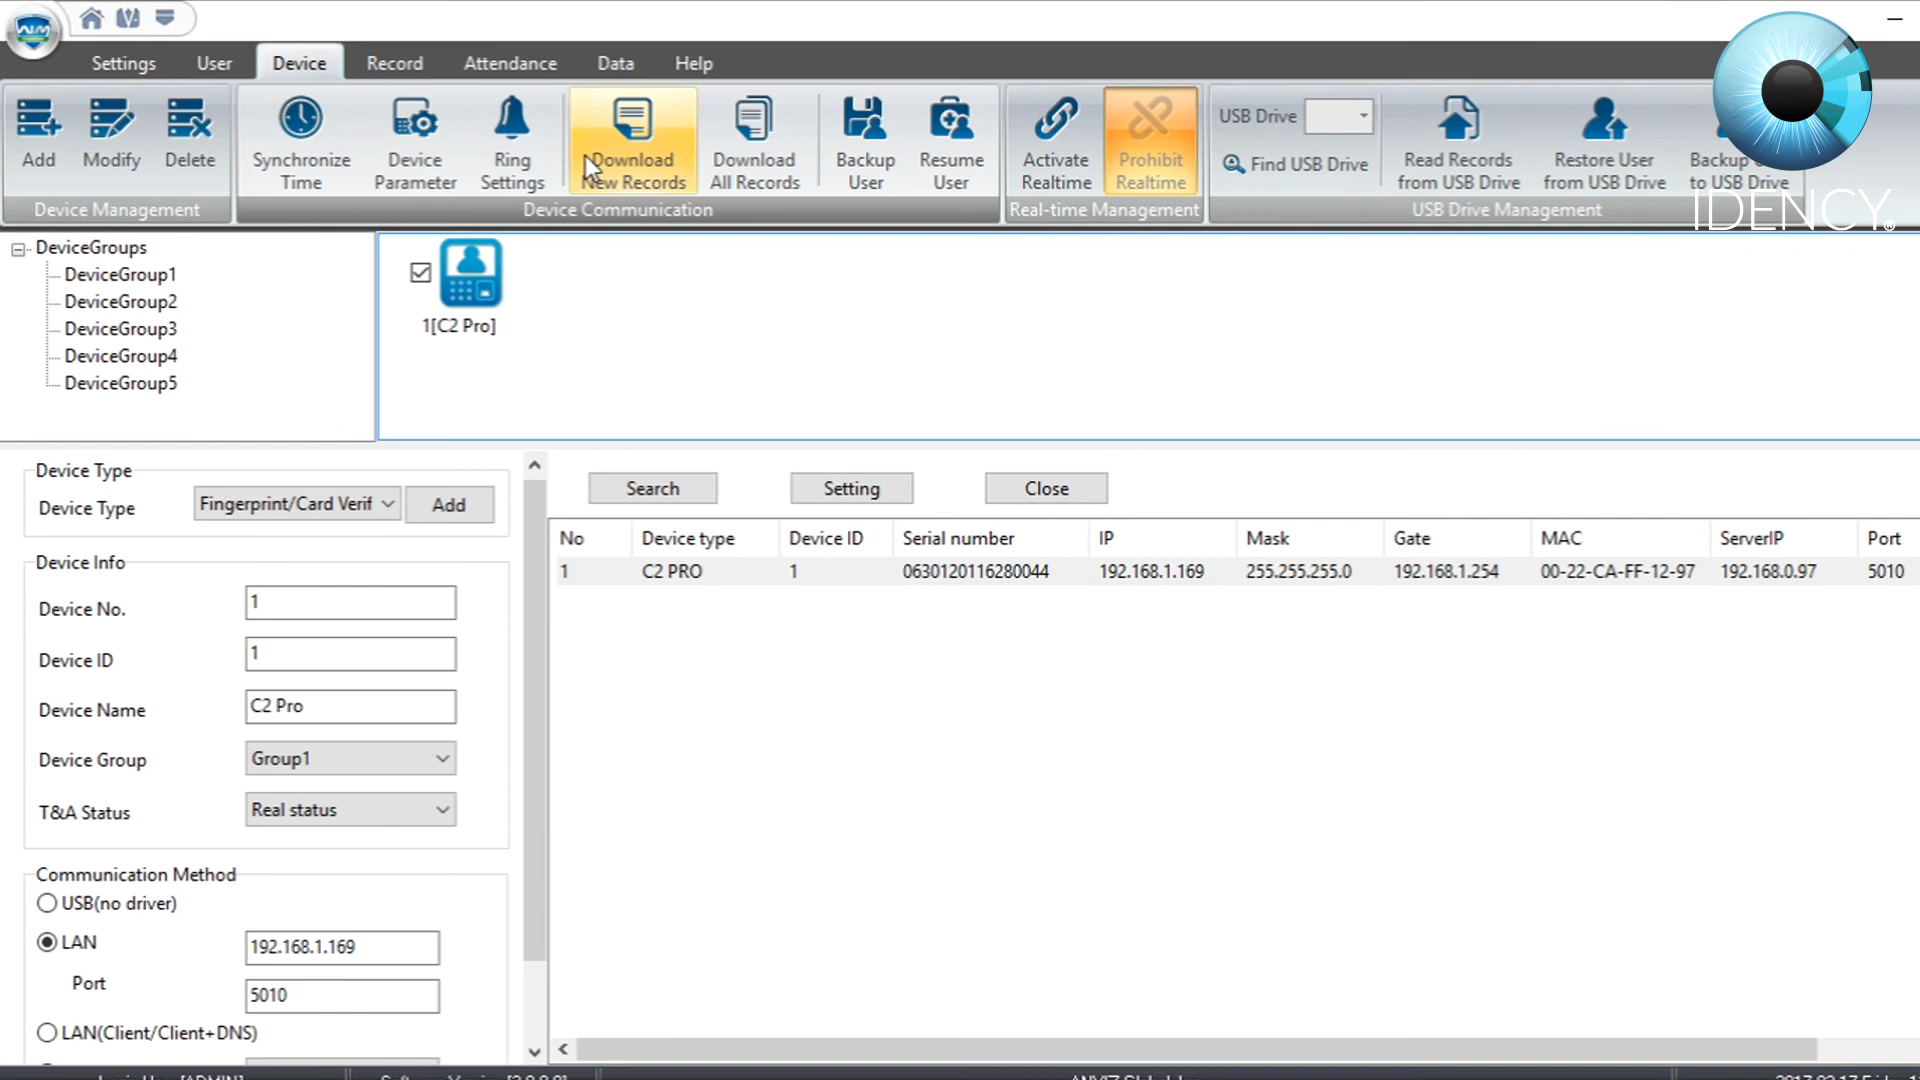 AIM
Settings User Device Record Attendance Data Help
Add Modify Delete
Synchronize Time
Device Parameter
Ring Settings
Download New Records
Download All Records
Backup User
Resume User
Activate Realtime
Prohibit Realtime
USB Drive
Find USB Drive
Read Records from USB Drive
Restore User from USB Drive
Backup
to USB Drive
Device Management Device Communication Real-time Management USB Drive Management
IDENCY®
DeviceGroups
DeviceGroup1
DeviceGroup2
DeviceGroup3
DeviceGroup4
DeviceGroup5
1[C2 Pro]
Device Type
Device Type Fingerprint/Card Verif Add
Device Info
Device No. 1
Device ID 1
Device Name C2 Pro
Device Group Group1
T&A Status Real status
Communication Method
USB(no driver)
LAN 192.168.1.169
Port 5010
LAN(Client/Client+DNS)
Search Setting Close
No Device type Device ID Serial number IP Mask Gate MAC ServerIP Port
1 C2 PRO 1 0630120116280044 192.168.1.169 255.255.255.0 192.168.1.254 00-22-CA-FF-12-97 192.168.0.97 5010